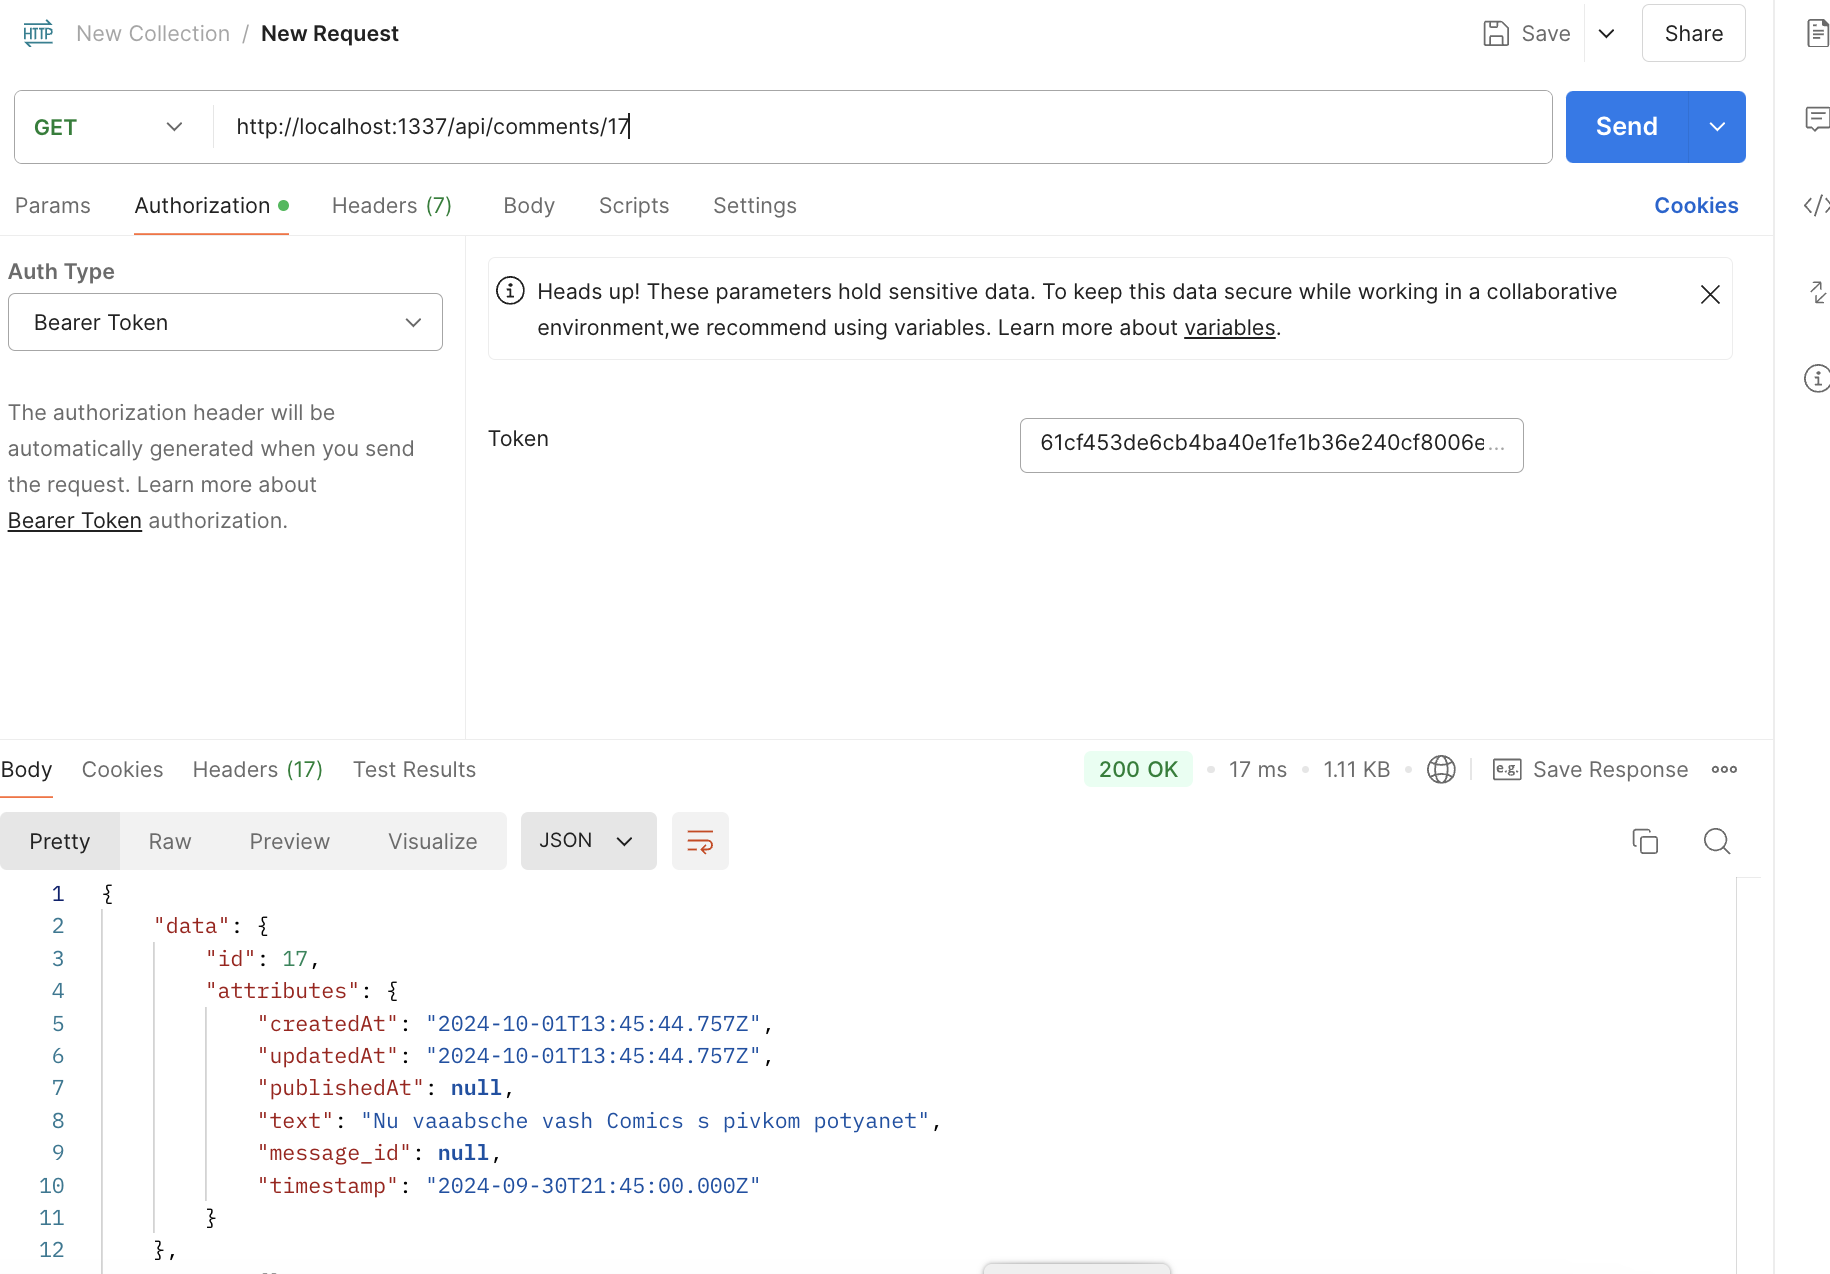 HTTP New Collection / New Request Save Share
GET http://localhost:1337/api/comments/17 Send
Params Authorization Headers (7) Body Scripts Settings Cookies
Auth Type
Bearer Token
The authorization header will be
automatically generated when you send
the request. Learn more about
Bearer Token authorization.
Heads up! These parameters hold sensitive data. To keep this data secure while working in a collaborative
environment,we recommend using variables. Learn more about variables.
Token 61cf453de6cb4ba40e1fe1b36e240cf8006e...
Body Cookies Headers (17) Test Results 200 OK • 17 ms • 1.11 KB • e.g. Save Response
Pretty Raw Preview Visualize JSON
1 {
2 "data": {
3 "id": 17,
4 "attributes": {
5 "createdAt": "2024-10-01T13:45:44.757Z",
6 "updatedAt": "2024-10-01T13:45:44.757Z",
7 "publishedAt": null,
8 "text": "Nu vaaabsche vash Comics s pivkom potyanet",
9 "message_id": null,
10 "timestamp": "2024-09-30T21:45:00.000Z"
11 }
12 },